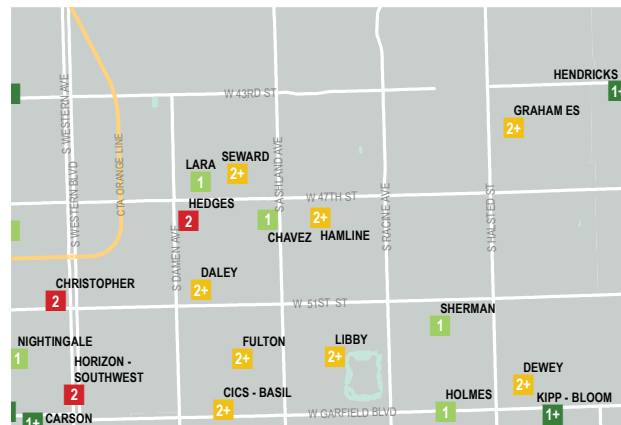 HENDRICKS
1+
W 43RD ST
S WESTERN AVE
GRAHAM ES
2+
SEWARD
2+
LARA
1
S ASHLAND AVE
CTA ORANGE LINE
W 47TH ST
HEDGES
2
1
CHAVEZ
2+
HAMLINE
S RACINE AVE
S HALSTED ST
S WESTERN BLVD
S DAMEN AVE
DALEY
2+
CHRISTOPHER
2
W 51ST ST
SHERMAN
1
NIGHTINGALE
1
FULTON
2+
LIBBY
2+
HORIZON -
SOUTHWEST
2
DEWEY
2+
CICS - BASIL
2+
HOLMES
1
KIPP - BLOOM
1+
W GARFIELD BLVD
1+
CARSON